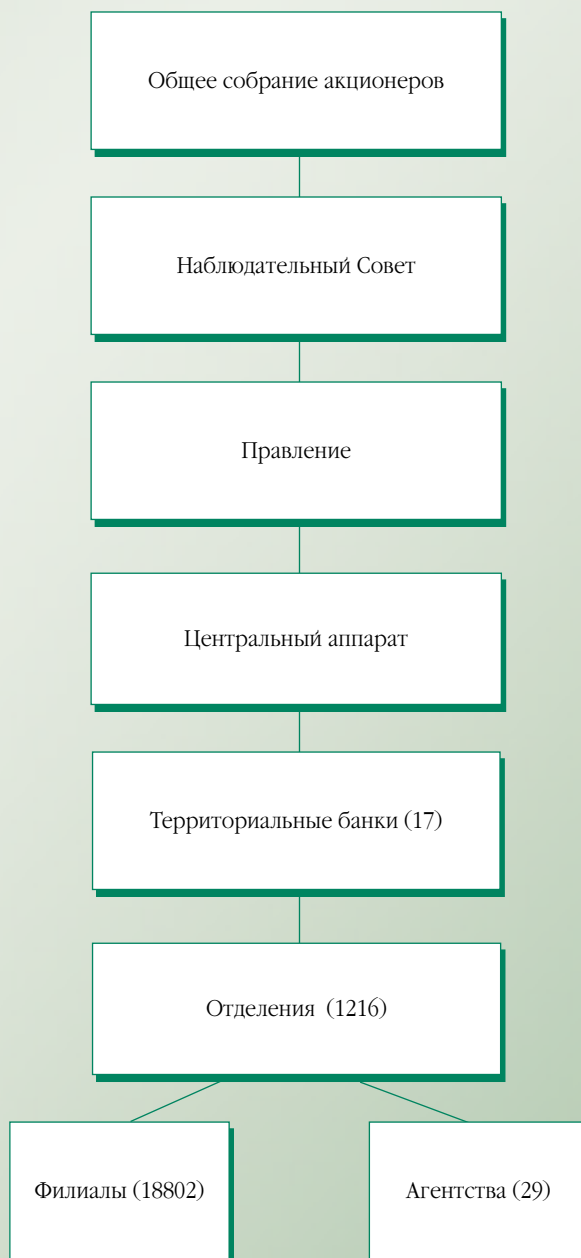 Общее собрание акционеров
Наблюдательный Совет
Правление
Центральный аппарат
Территориальные банки (17)
Отделения (1216)
Филиалы (18802)
Агентства (29)